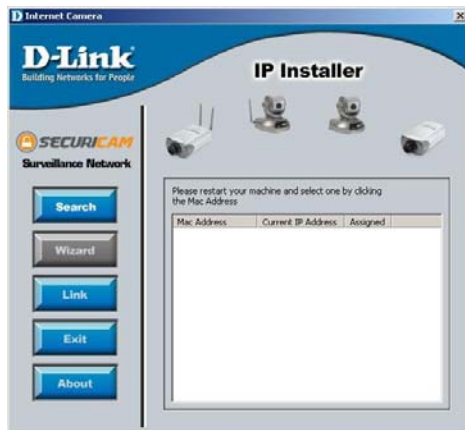 Internet Camera
D-Link
Building Networks for People
IP Installer
SECURICAM
Surveillance Network
Search
Wizard
Link
Exit
About
Please restart your machine and select one by clicking
the Mac Address
Mac Address Current IP Address Assigned